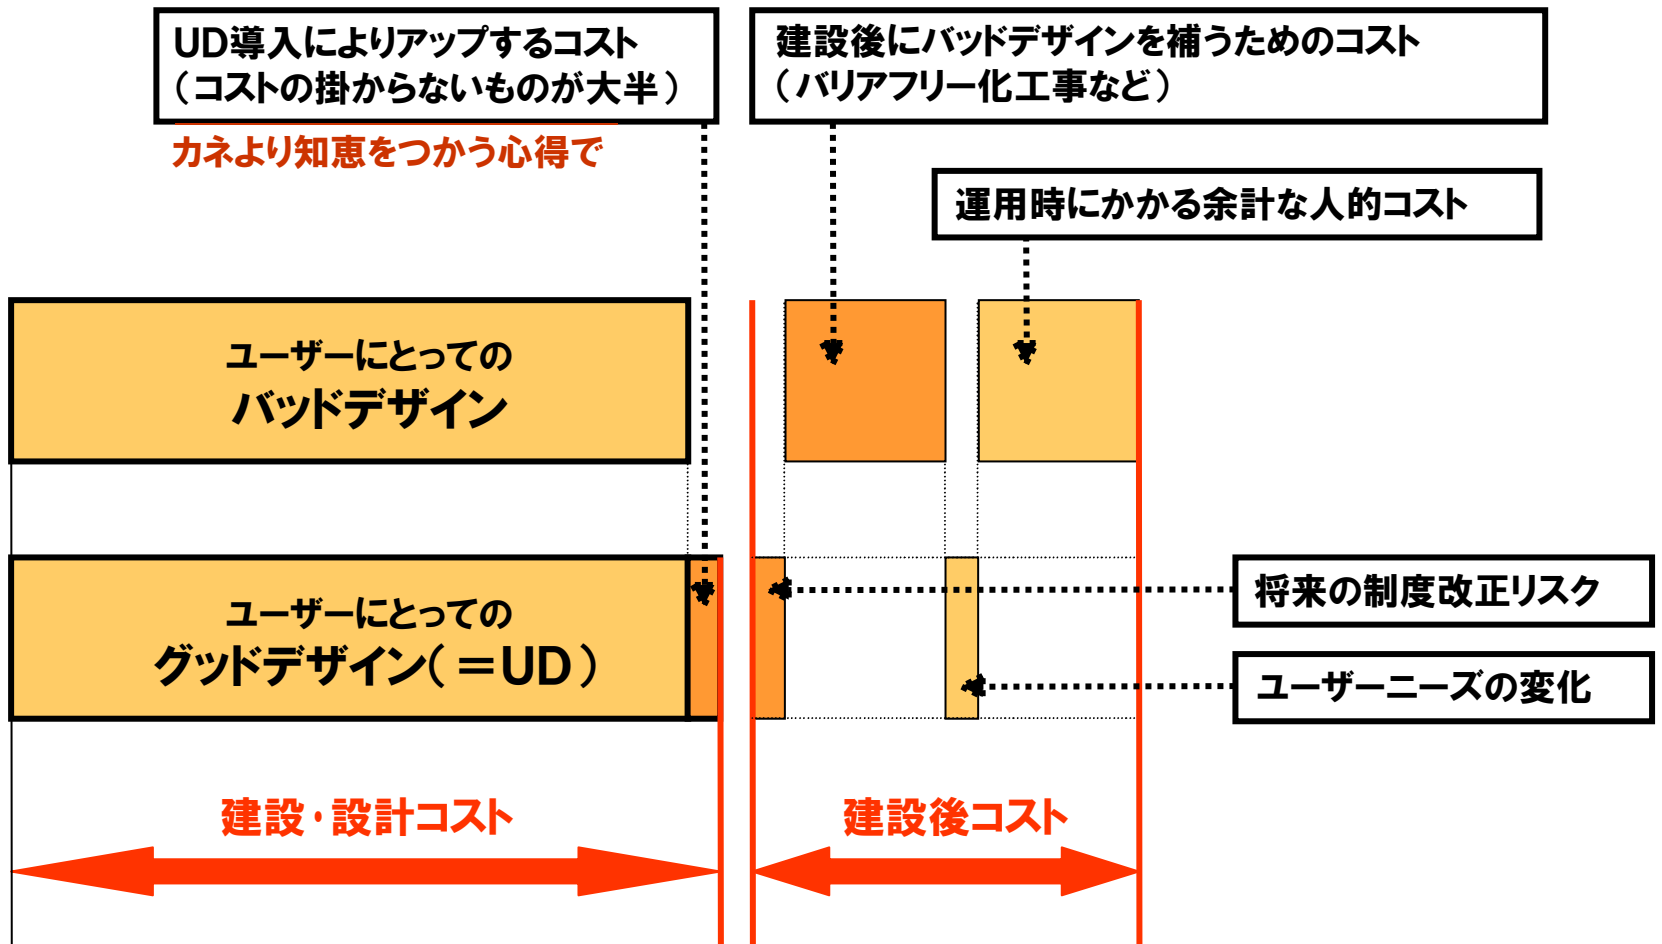 UD導入によりアップするコスト
（コストの掛からないものが大半）
カネより知恵をつかう心得で
建設後にバッドデザインを補うためのコスト
（バリアフリー化工事など）
運用時にかかる余計な人的コスト
ユーザーにとっての
バッドデザイン
ユーザーにとっての
グッドデザイン（＝UD）
将来の制度改正リスク
ユーザーニーズの変化
建設・設計コスト
建設後コスト